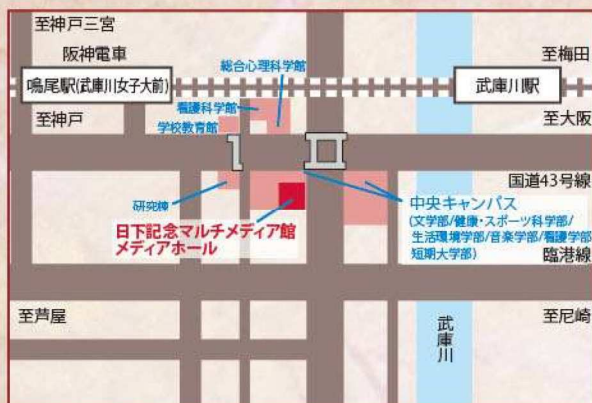 至神戸三宮
阪神電車
総合心理科学館
至梅田
鳴尾駅(武庫川女子大前)
武庫川駅
看護科学館
至神戸
学校教育館
至大阪
国道43号線
研究棟
中央キャンパス
(文学部/健康・スポーツ科学部/
生活環境学部/音楽学部/看護学部
短期大学部)
日下記念マルチメディア館
メディアホール
臨港線
至芦屋
武庫川
至尼崎